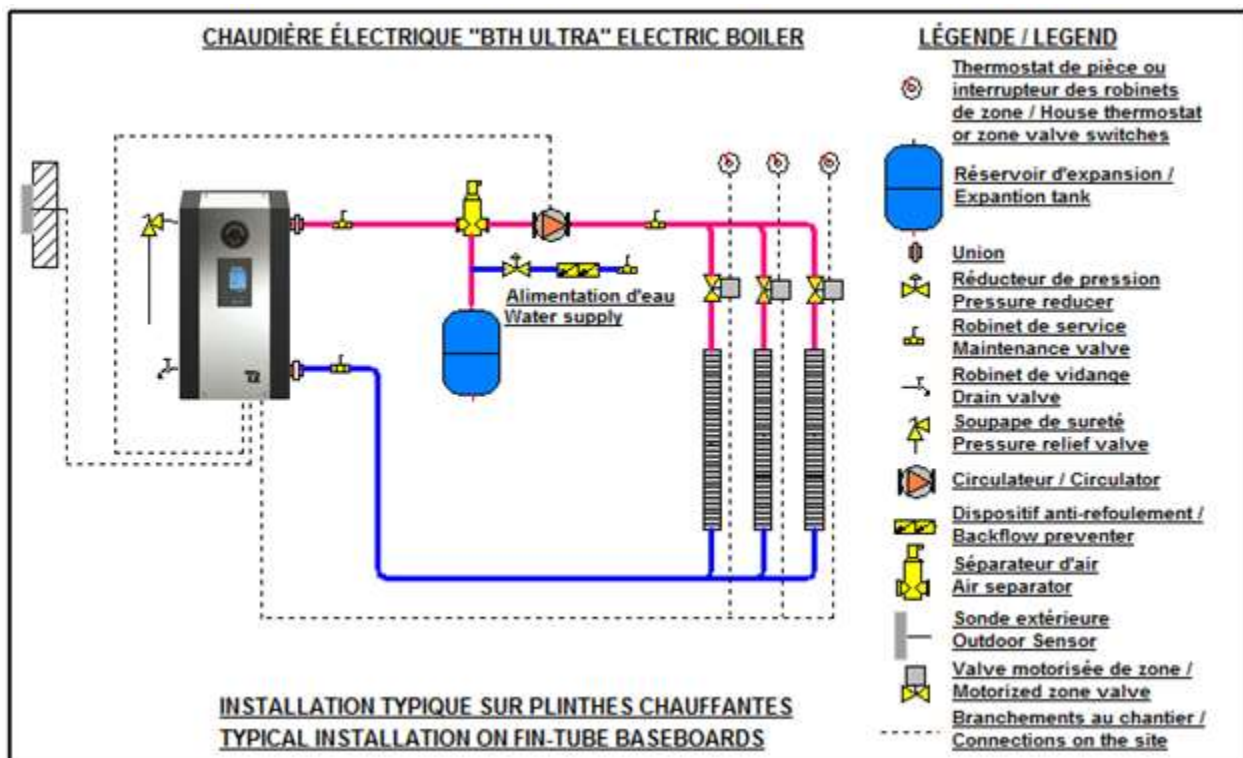 CHAUDIÈRE ÉLECTRIQUE "BTH ULTRA" ELECTRIC BOILER
Alimentation d'eau
Water supply
INSTALLATION TYPIQUE SUR PLINTHES CHAUFFANTES
TYPICAL INSTALLATION ON FIN-TUBE BASEBOARDS
LÉGENDE / LEGEND
Thermostat de pièce ou
interrupteur des robinets
de zone / House thermostat
or zone valve switches
Réservoir d'expansion /
Expantion tank
Union
Réducteur de pression
Pressure reducer
Robinet de service
Maintenance valve
Robinet de vidange
Drain valve
Soupape de sureté
Pressure relief valve
Circulateur / Circulator
Dispositif anti-refoulement /
Backflow preventer
Séparateur d'air
Air separator
Sonde extérieure
Outdoor Sensor
Valve motorisée de zone /
Motorized zone valve
Branchements au chantier /
Connections on the site